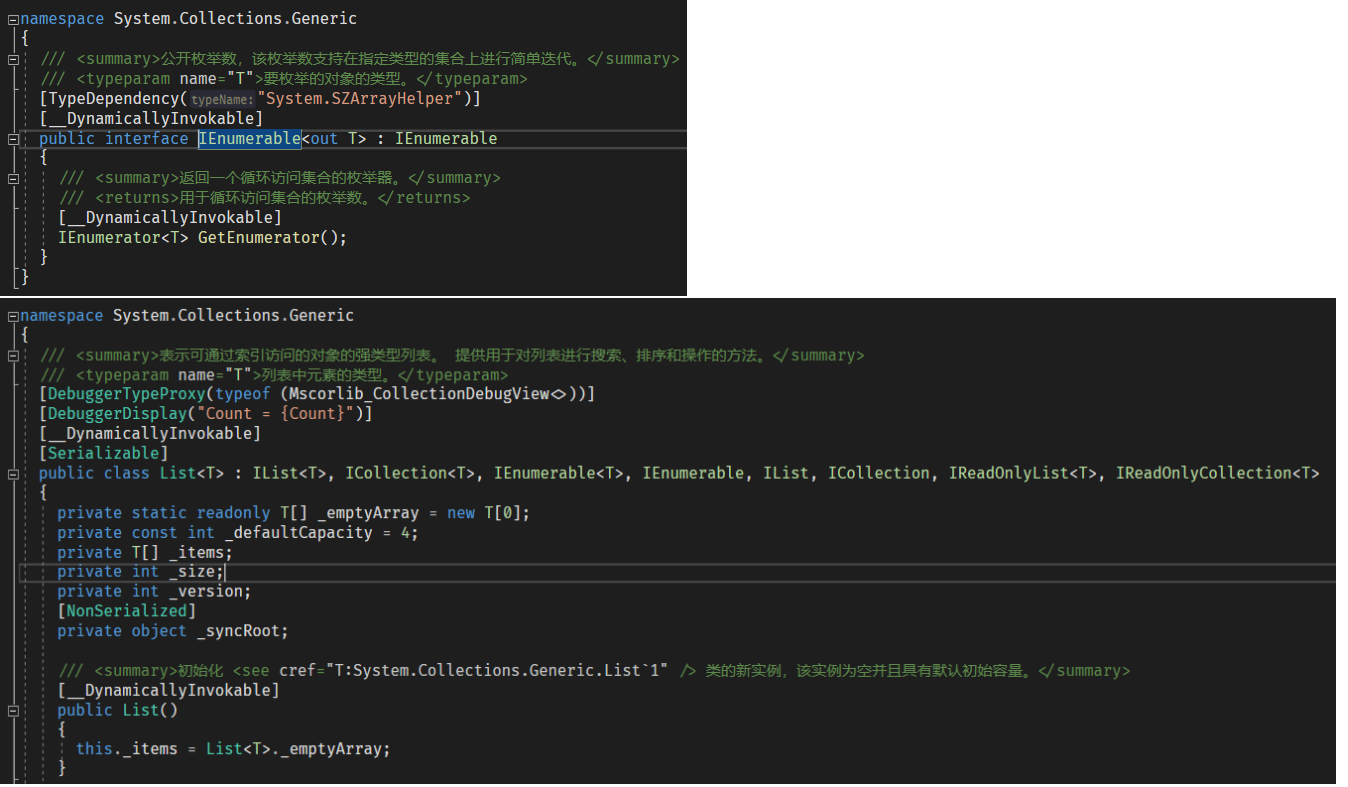 namespace System.Collections.Generic
{
/// <summary>公开枚举数，该枚举数支持在指定类型的集合上进行简单迭代。</summary>
/// <typeparam name="T">要枚举的对象的类型。</typeparam>
[TypeDependency(typeName:"System.SZArrayHelper")]
[__DynamicallyInvokable]
public interface IEnumerable<out T> : IEnumerable
{
/// <summary>返回一个循环访问集合的枚举器。</summary>
/// <returns>用于循环访问集合的枚举数。</returns>
[__DynamicallyInvokable]
IEnumerator<T> GetEnumerator();
}
}
namespace System.Collections.Generic
{
/// <summary>表示可通过索引访问的对象的强类型列表。 提供用于对列表进行搜索、排序和操作的方法。</summary>
/// <typeparam name="T">列表中元素的类型。</typeparam>
[DebuggerTypeProxy(typeof (Mscorlib_CollectionDebugView<>))]
[DebuggerDisplay("Count = {Count}")]
[__DynamicallyInvokable]
[Serializable]
public class List<T> : IList<T>, ICollection<T>, IEnumerable<T>, IEnumerable, IList, ICollection, IReadOnlyList<T>, IReadOnlyCollection<T>
{
private static readonly T[] _emptyArray = new T[0];
private const int _defaultCapacity = 4;
private T[] _items;
private int _size;
private int _version;
[NonSerialized]
private object _syncRoot;
/// <summary>初始化 <see cref="T:System.Collections.Generic.List`1" /> 类的新实例，该实例为空并且具有默认初始容量。</summary>
[__DynamicallyInvokable]
public List()
{
this._items = List<T>._emptyArray;
}